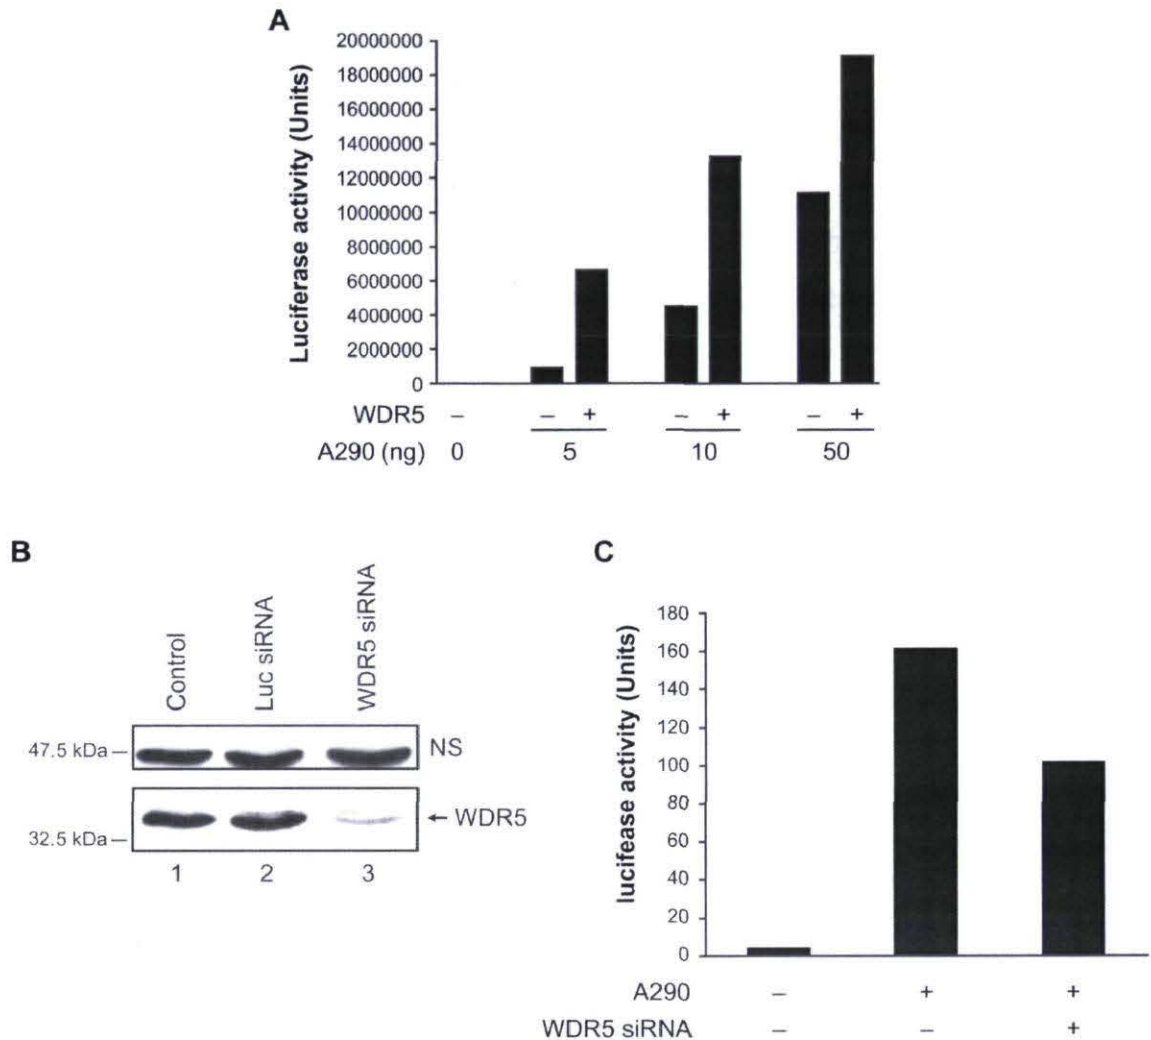 A
Luciferase activity (Units)
20000000
18000000
16000000
14000000
12000000
10000000
8000000
6000000
4000000
2000000
0
WDR5 – – + – + – +
A290 (ng) 0 5 10 50
B
Control
Luc siRNA
WDR5 siRNA
47.5 kDa –
NS
← WDR5
32.5 kDa –
1 2 3
C
lucifease activity (Units)
180
160
140
120
100
80
60
40
20
0
A290 – + +
WDR5 siRNA – – +